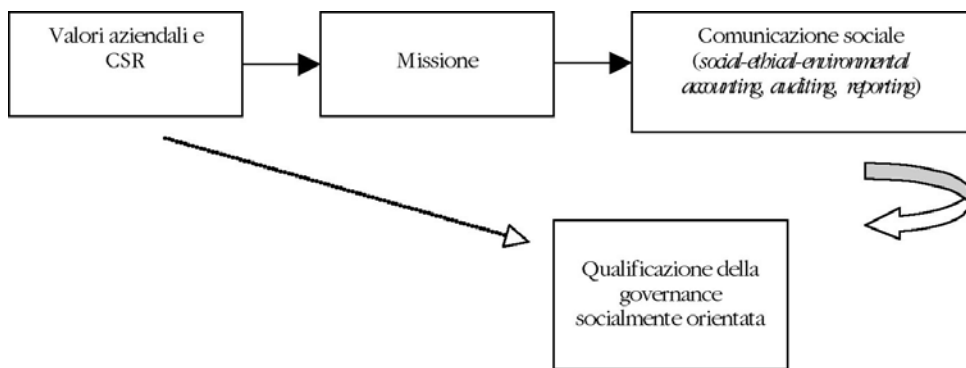 Valori aziendali e
CSR
Missione
Comunicazione sociale
(social-ethical-environmental
accounting, auditing, reporting)
Qualificazione della
governance
socialmente orientata